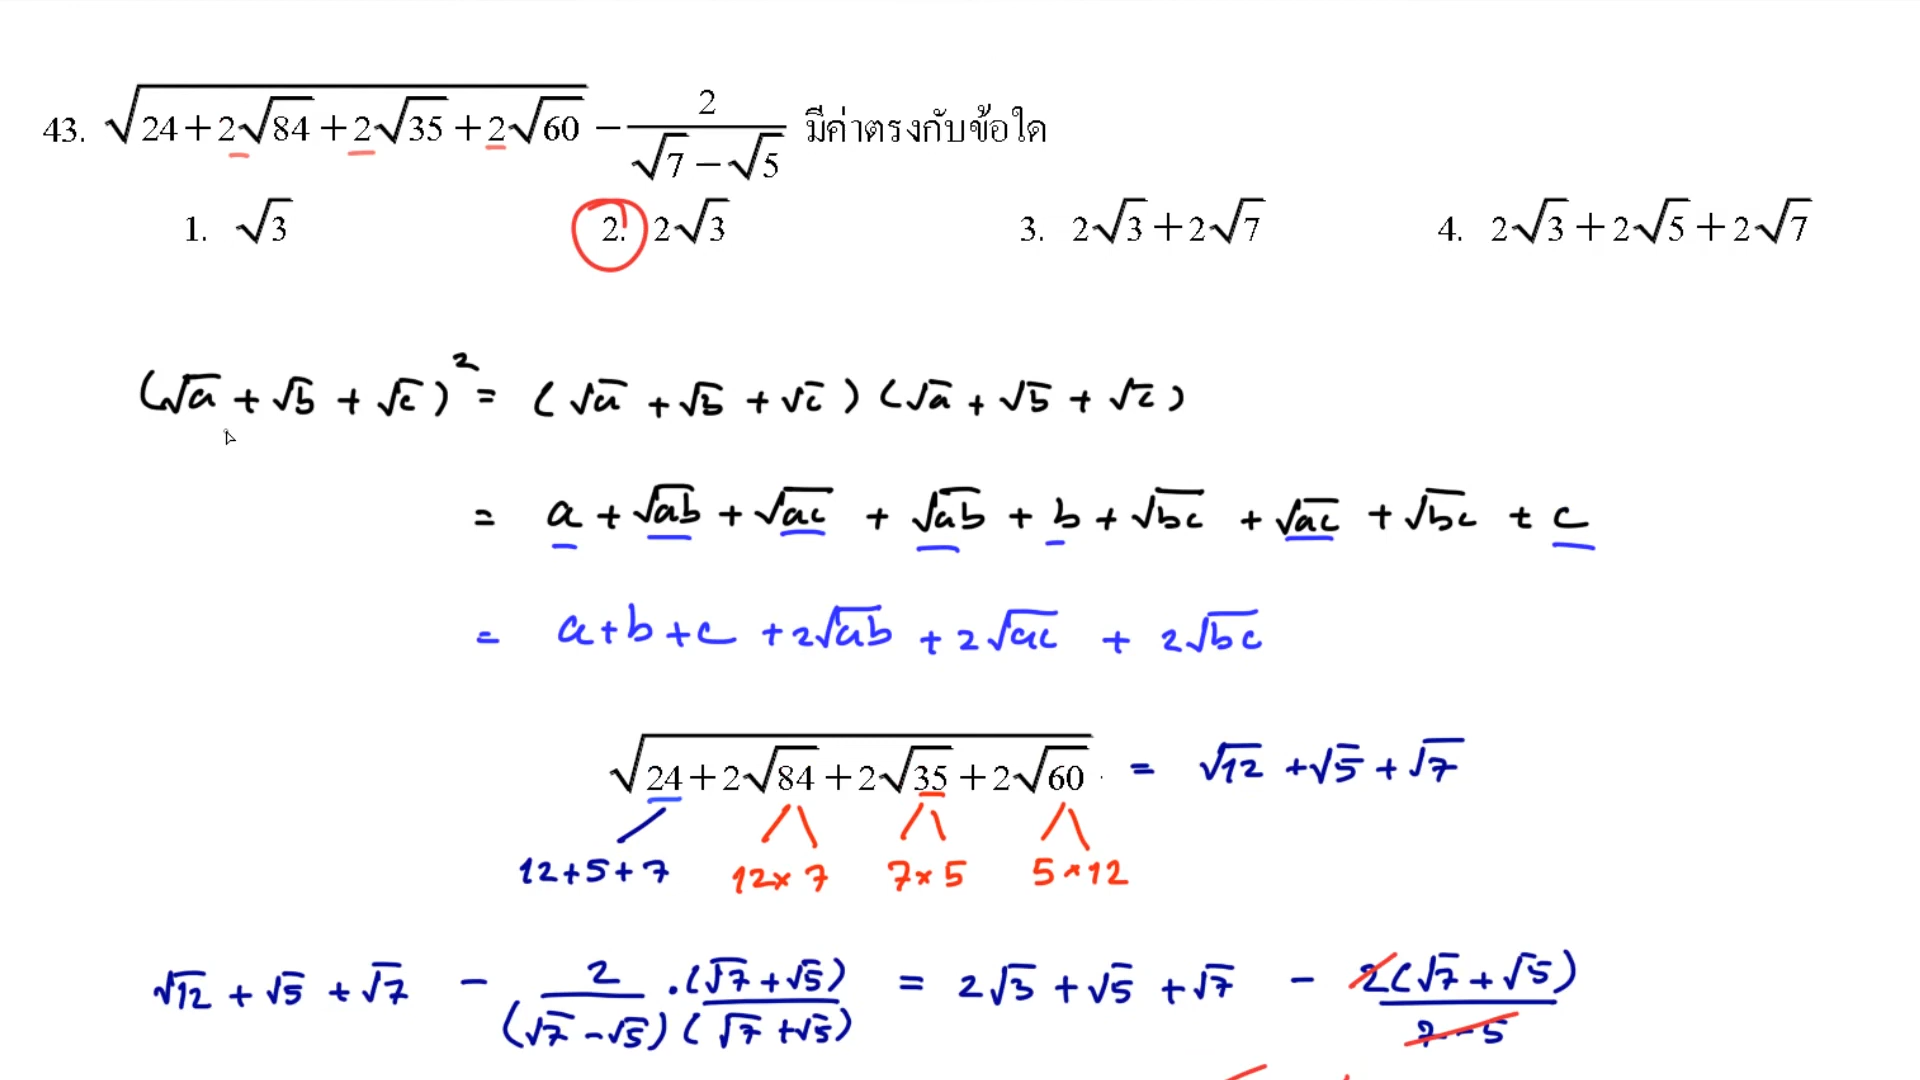 43. √(24+2√84+2√35+2√60) − 2/(√7−√5) มีค่าตรงกับข้อใด
1. √3 2. 2√3 3. 2√3+2√7 4. 2√3+2√5+2√7
(√a + √b + √c)² = (√a + √b + √c)(√a + √b + √c)
= a + √ab + √ac + √ab + b + √bc + √ac + √bc + c
= a+b+c +2√ab +2√ac + 2√bc
√(24+2√84+2√35+2√60) = √12 +√5 +√7
12+5+7 12×7 7×5 5×12
√12 + √5 + √7 − 2/(√7−√5) · (√7+√5)/(√7+√5) = 2√3 + √5 + √7 − 2(√7+√5)/(7−5)